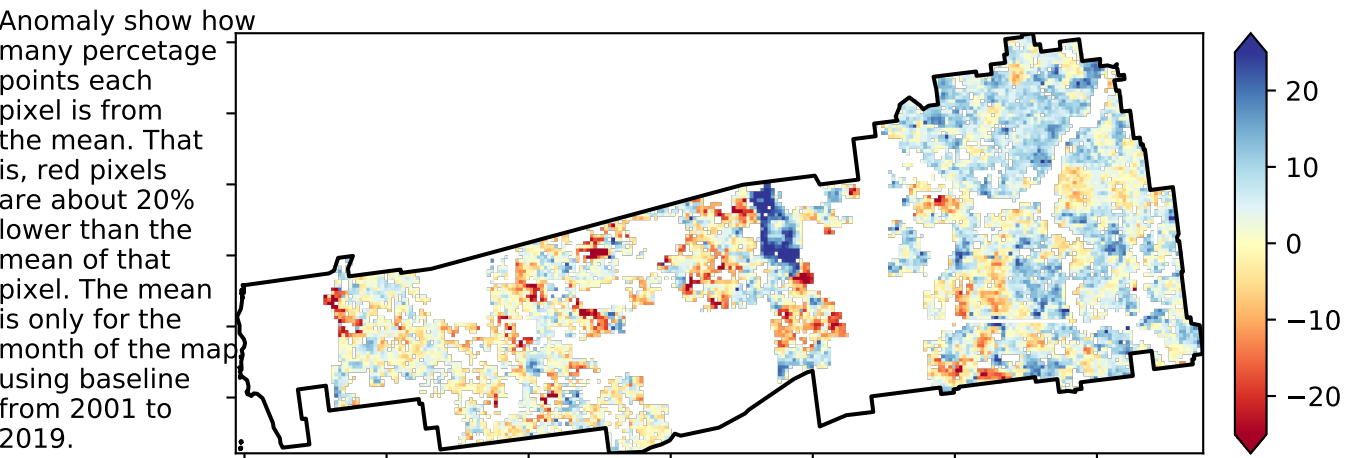 Anomaly show how
many percetage
points each
pixel is from
the mean. That
is, red pixels
are about 20%
lower than the
mean of that
pixel. The mean
is only for the
month of the map
using baseline
from 2001 to
2019.
20
10
0
−10
−20